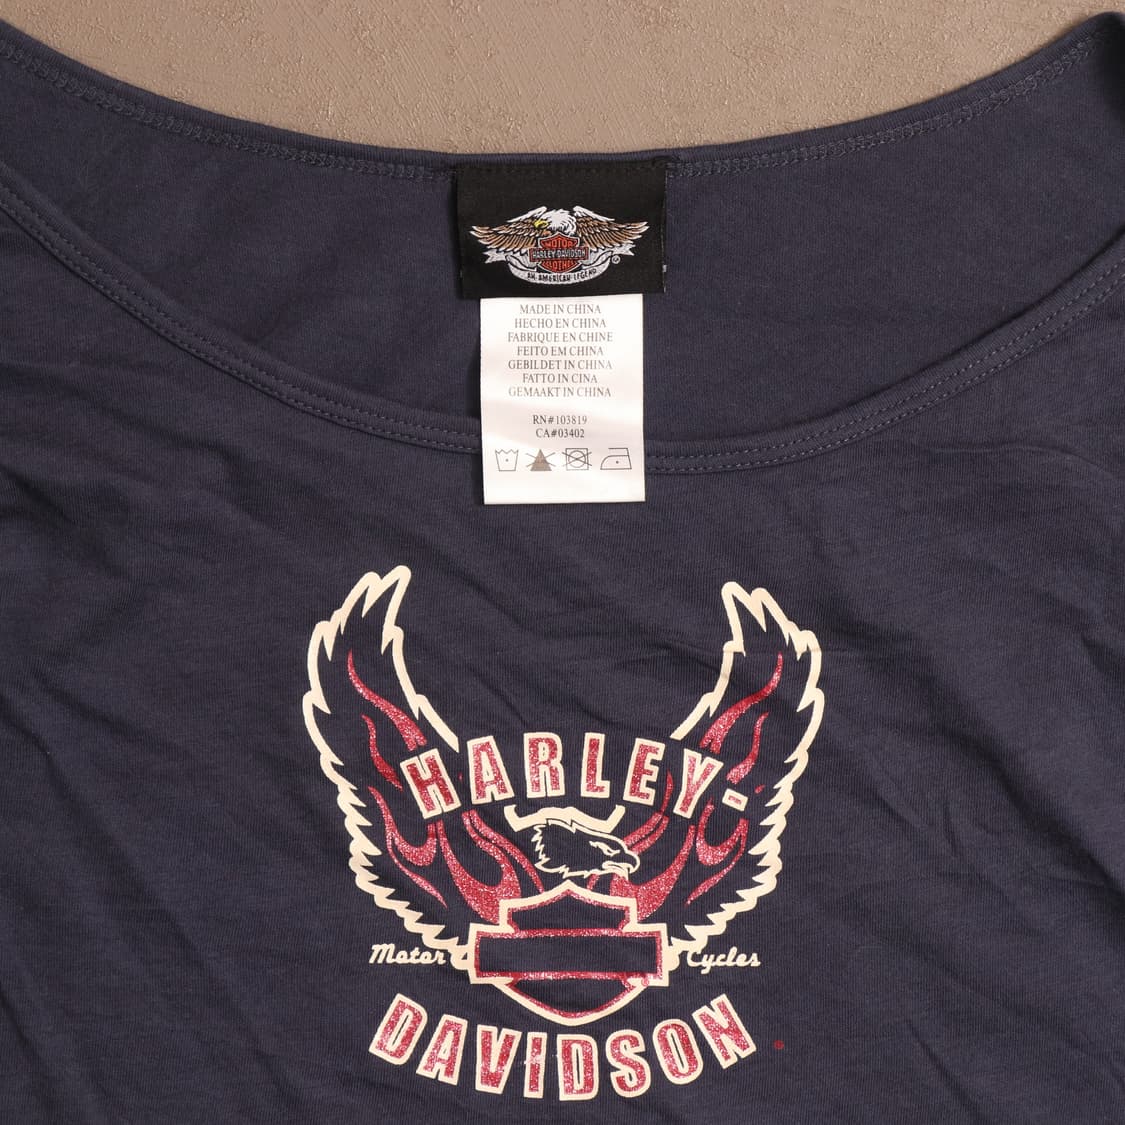 MOTOR
HARLEY-DAVIDSON
CLOTHES
AN AMERICAN LEGEND
MADE IN CHINA
HECHO EN CHINA
FABRIQUE EN CHINE
FEITO EM CHINA
GEBILDET IN CHINA
FATTO IN CINA
GEMAAKT IN CHINA
RN#103819
CA#03402
HARLEY-
Motor Cycles
DAVIDSON